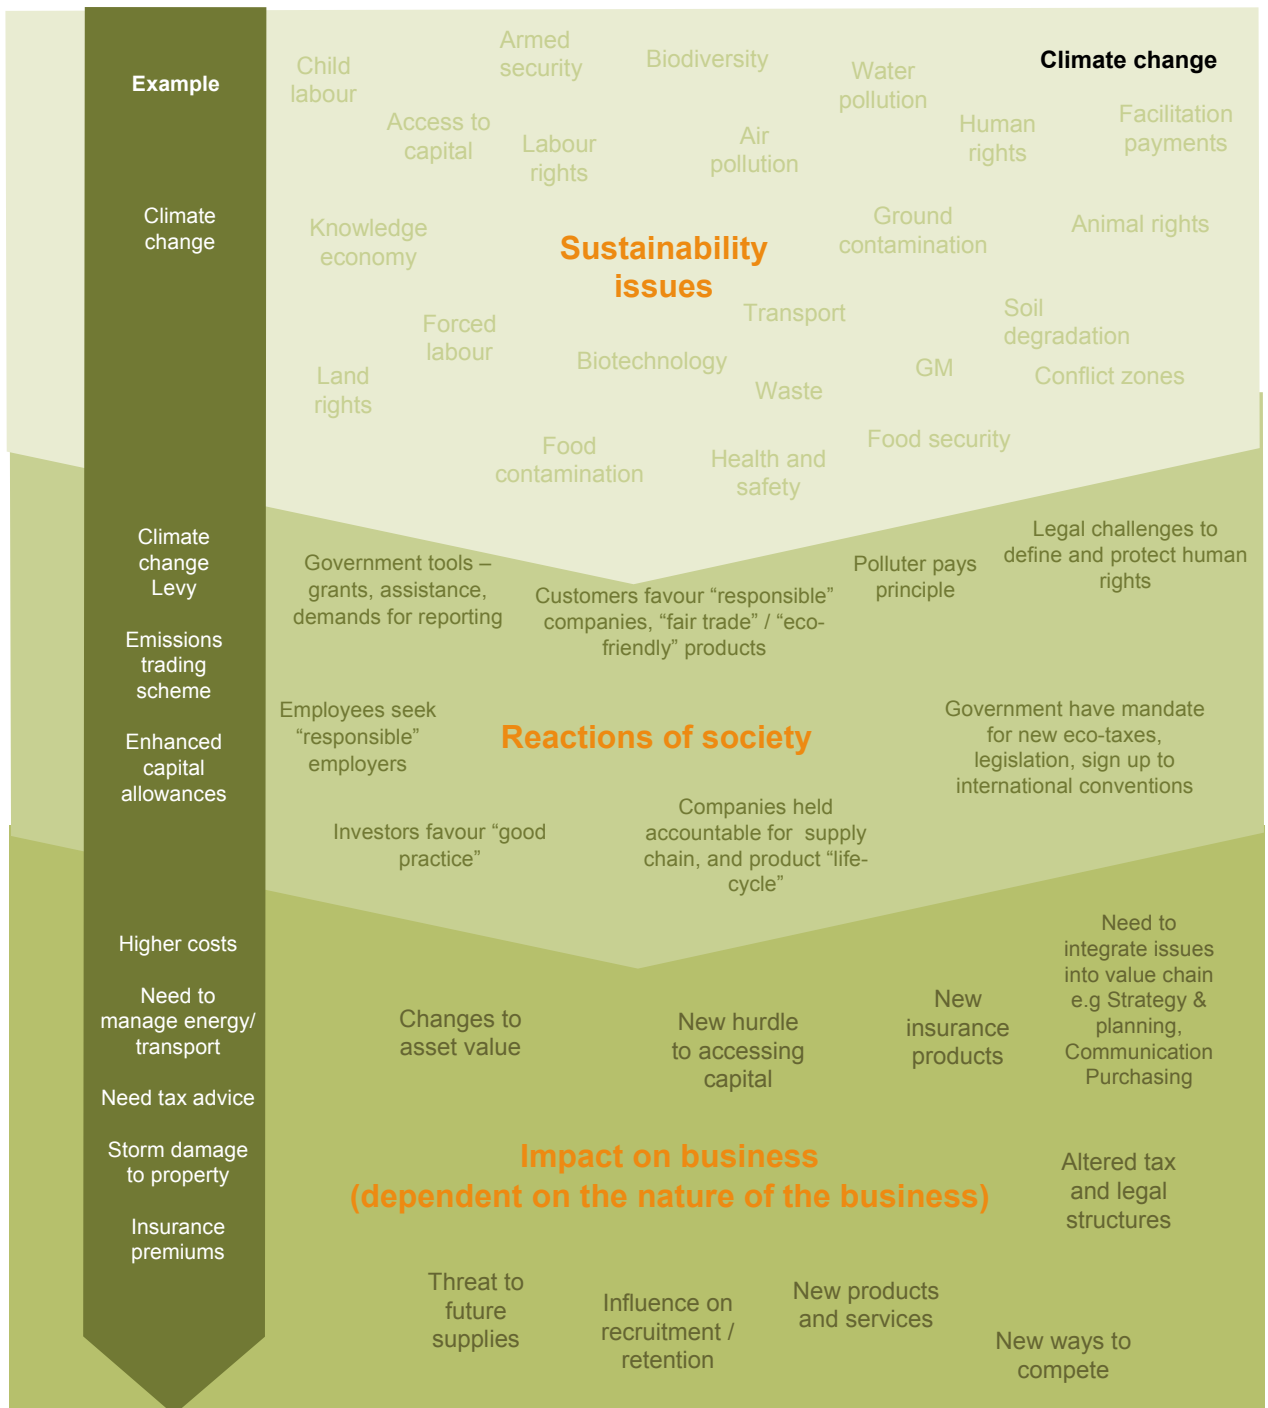 Example
Climate
change
Climate
change
Levy
Emissions
trading
scheme
Enhanced
capital
allowances
Higher costs
Need to
manage energy/
transport
Need tax advice
Storm damage
to property
Insurance
premiums
Child
labour
Armed
security
Biodiversity
Water
pollution
Climate change
Access to
capital
Labour
rights
Air
pollution
Human
rights
Facilitation
payments
Knowledge
economy
Sustainability
issues
Ground
contamination
Animal rights
Forced
labour
Transport
Soil
degradation
Land
rights
Biotechnology
Waste
GM
Conflict zones
Food
contamination
Health and
safety
Food security
Government tools –
grants, assistance,
demands for reporting
Customers favour “responsible”
companies, “fair trade” / “eco-
friendly” products
Polluter pays
principle
Legal challenges to
define and protect human
rights
Employees seek
“responsible”
employers
Reactions of society
Government have mandate
for new eco-taxes,
legislation, sign up to
international conventions
Investors favour “good
practice”
Companies held
accountable for  supply
chain, and product “life-
cycle”
Changes to
asset value
New hurdle
to accessing
capital
New
insurance
products
Need to
integrate issues
into value chain
e.g Strategy &
planning,
Communication
Purchasing
Impact on business
(dependent on the nature of the business)
Altered tax
and legal
structures
Threat to
future
supplies
Influence on
recruitment /
retention
New products
and services
New ways to
compete